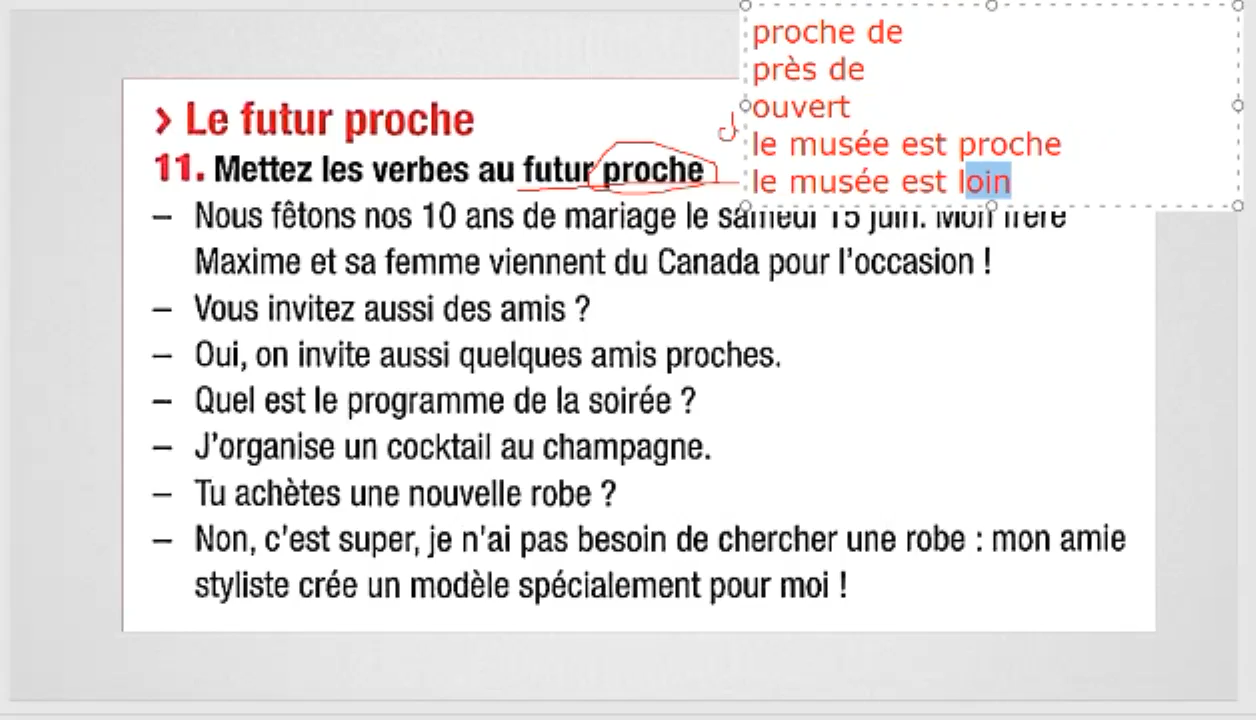 proche de
près de
ouvert
le musée est proche
le musée est loin
› Le futur proche
11. Mettez les verbes au futur proche
– Nous fêtons nos 10 ans de mariage le samedi 15 juin. Mon frère
Maxime et sa femme viennent du Canada pour l'occasion !
– Vous invitez aussi des amis ?
– Oui, on invite aussi quelques amis proches.
– Quel est le programme de la soirée ?
– J'organise un cocktail au champagne.
– Tu achètes une nouvelle robe ?
– Non, c'est super, je n'ai pas besoin de chercher une robe : mon amie
styliste crée un modèle spécialement pour moi !